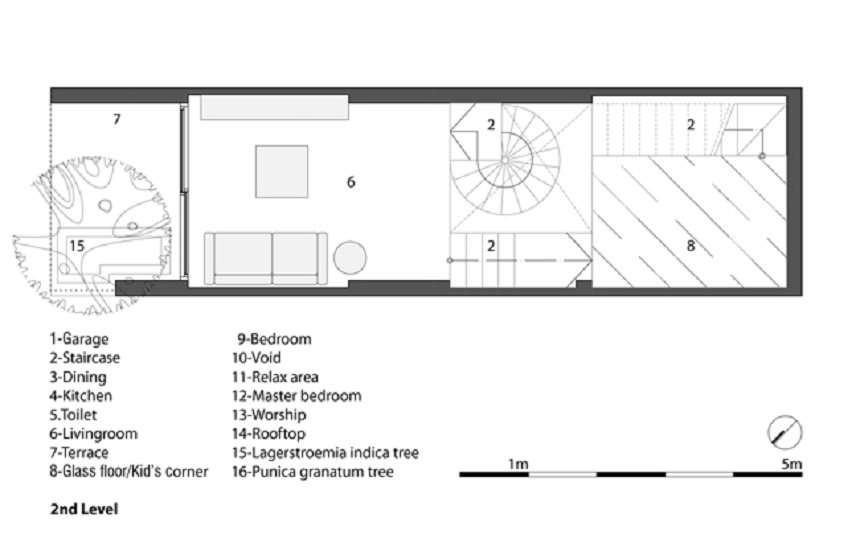 7
2
2
6
15
2
8
1-Garage
2-Staircase
3-Dining
4-Kitchen
5.Toilet
6-Livingroom
7-Terrace
8-Glass floor/Kid's corner
9-Bedroom
10-Void
11-Relax area
12-Master bedroom
13-Worship
14-Rooftop
15-Lagerstroemia indica tree
16-Punica granatum tree
1m
5m
2nd Level